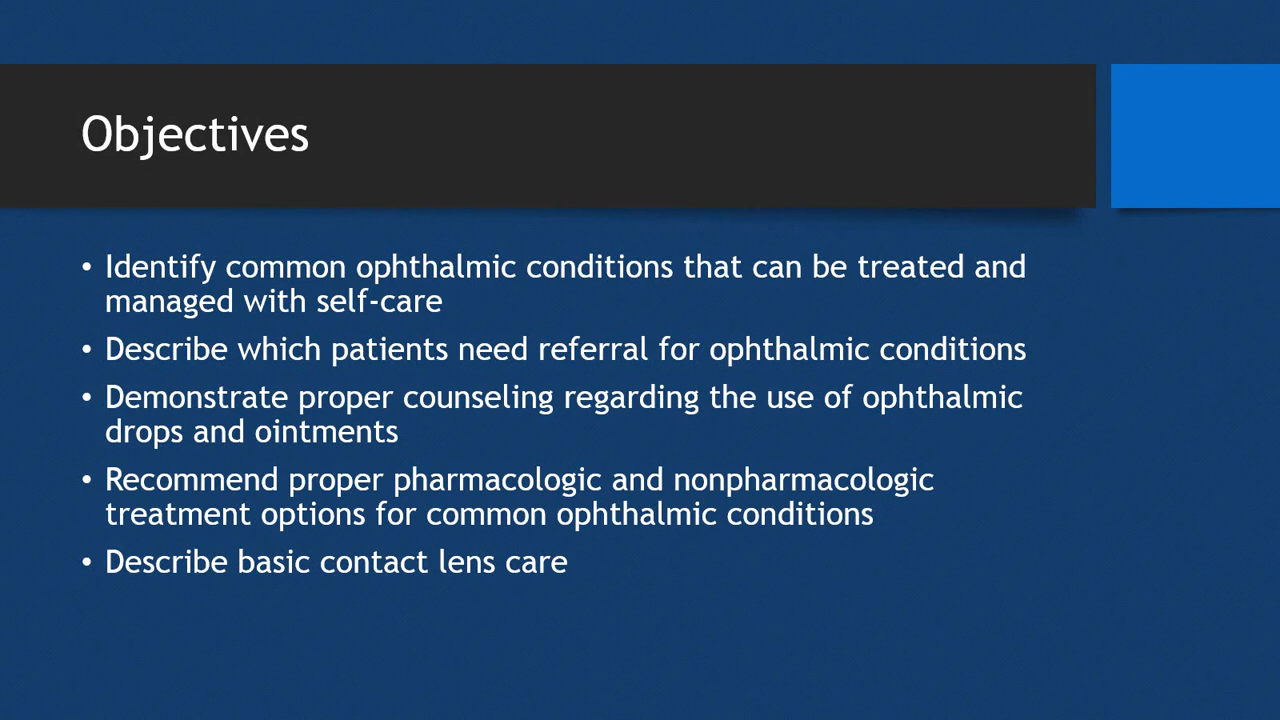 Objectives
• Identify common ophthalmic conditions that can be treated and
managed with self-care
• Describe which patients need referral for ophthalmic conditions
• Demonstrate proper counseling regarding the use of ophthalmic
drops and ointments
• Recommend proper pharmacologic and nonpharmacologic
treatment options for common ophthalmic conditions
• Describe basic contact lens care